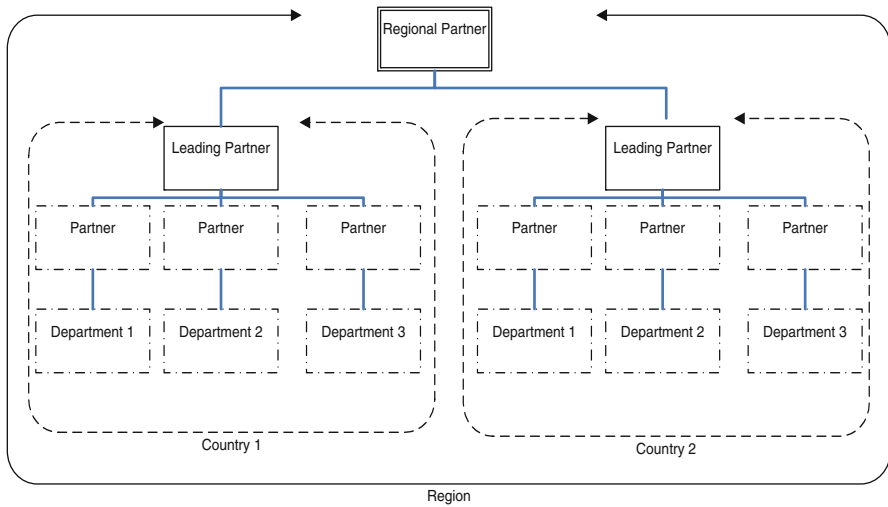 Regional Partner
Leading Partner
Leading Partner
Partner
Partner
Partner
Partner
Partner
Partner
Department 1
Department 2
Department 3
Department 1
Department 2
Department 3
Country 1
Country 2
Region